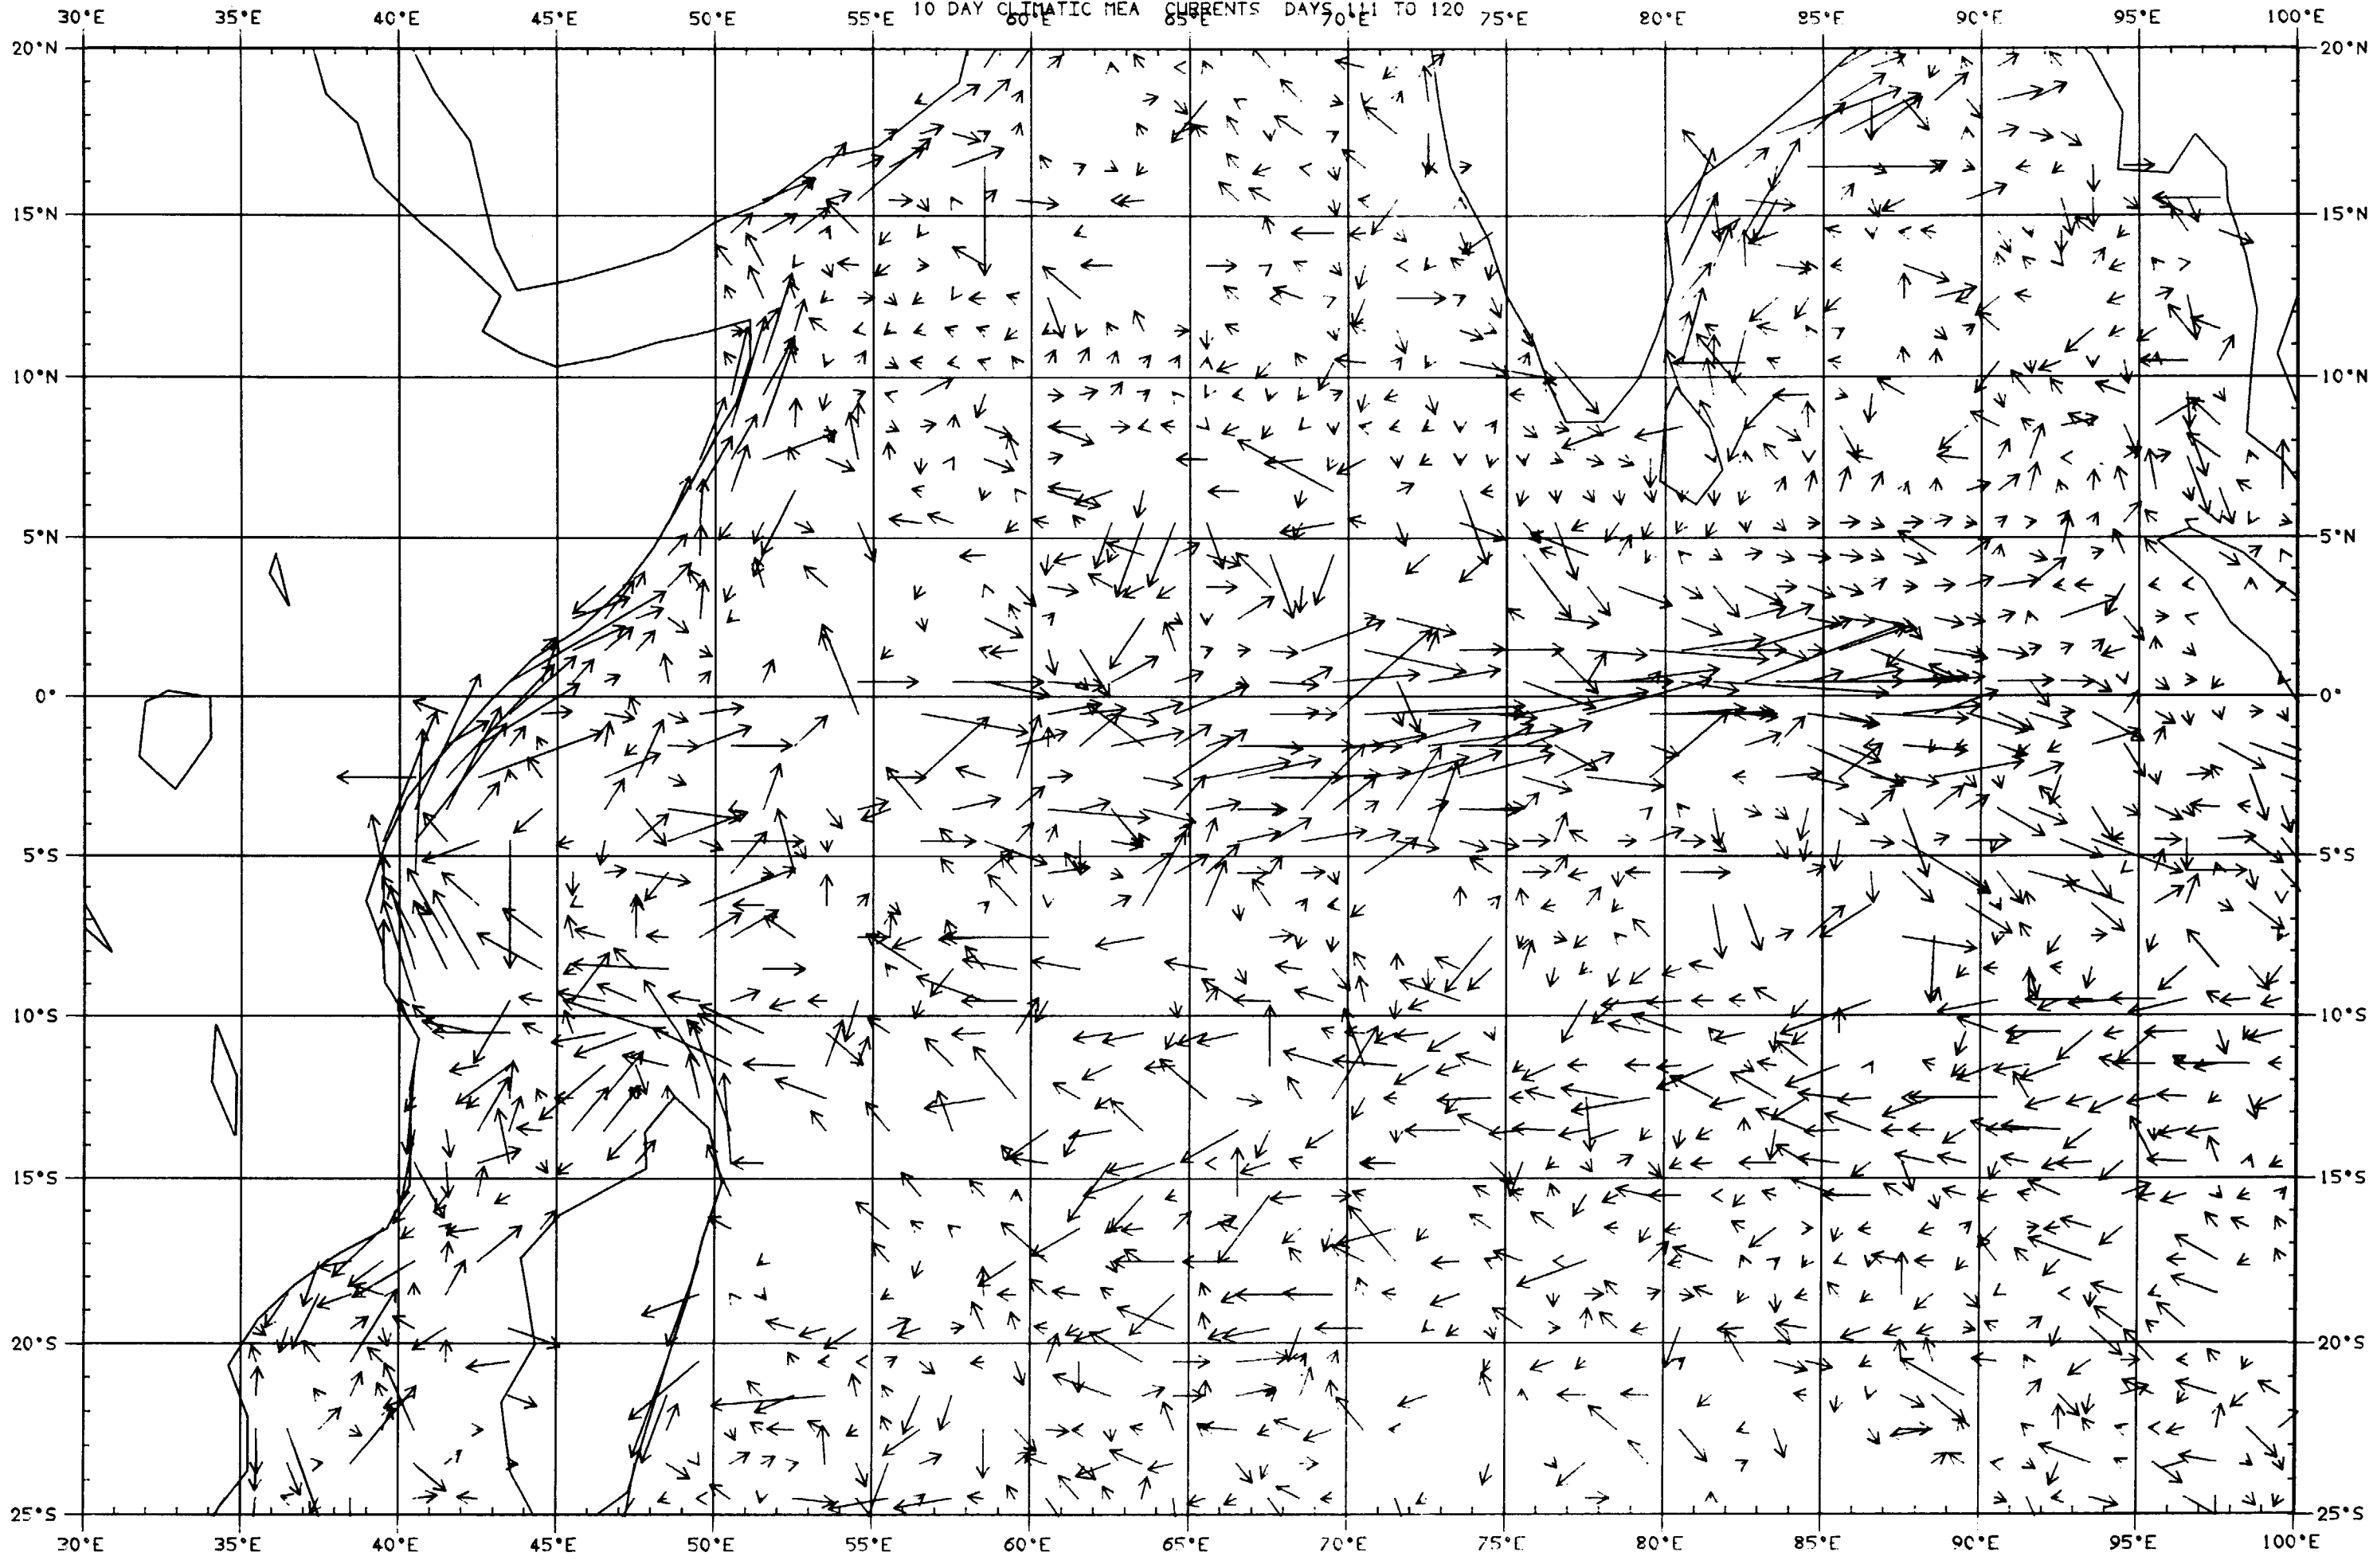 10 DAY CLIMATIC MEA CURRENTS DAYS 111 TO 120
30°E 35°E 40°E 45°E 50°E 55°E 60°E 65°E 70°E 75°E 80°E 85°E 90°E 95°E 100°E
20°N 20°N
15°N 15°N
10°N 10°N
5°N 5°N
0° 0°
5°S 5°S
10°S 10°S
15°S 15°S
20°S 20°S
25°S 25°S
30°E 35°E 40°E 45°E 50°E 55°E 60°E 65°E 70°E 75°E 80°E 85°E 90°E 95°E 100°E